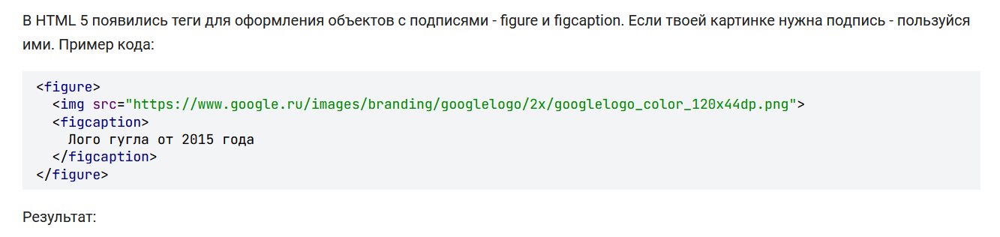 В HTML 5 появились теги для оформления объектов с подписями - figure и figcaption. Если твоей картинке нужна подпись - пользуйся
ими. Пример кода:
<figure>
  <img src="https://www.google.ru/images/branding/googlelogo/2x/googlelogo_color_120x44dp.png">
  <figcaption>
    Лого гугла от 2015 года
  </figcaption>
</figure>
Результат: